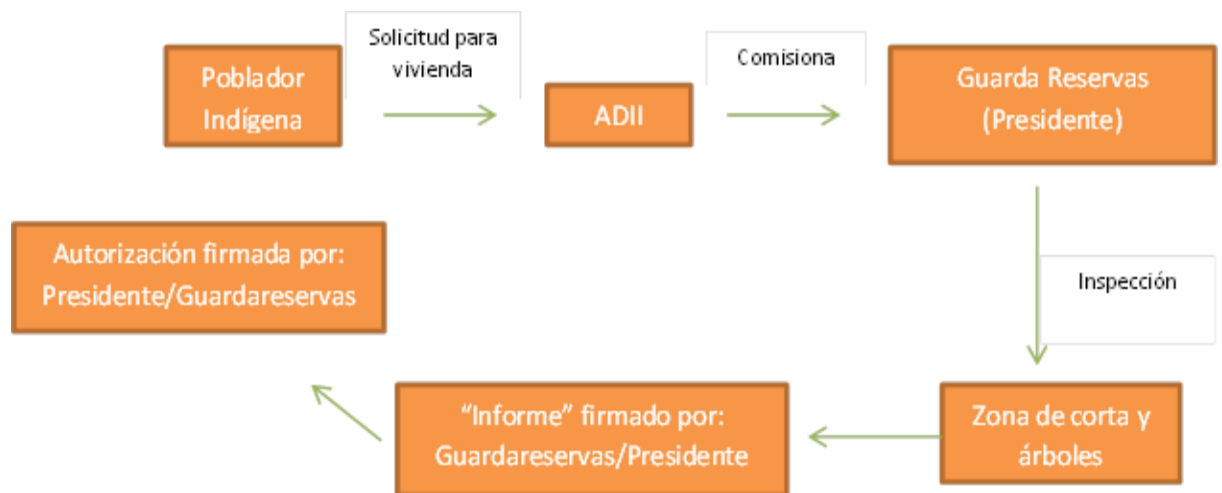 Poblador
Indígena
Solicitud para
vivienda
ADII
Comisiona
Guarda Reservas
(Presidente)
Inspección
Zona de corta y
árboles
“Informe” firmado por:
Guardareservas/Presidente
Autorización firmada por:
Presidente/Guardareservas